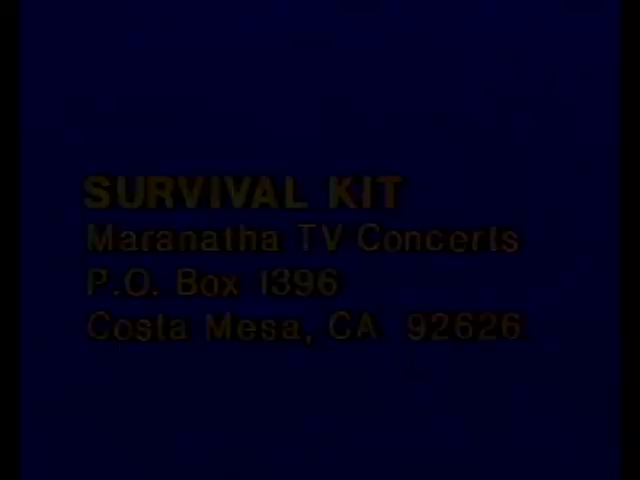 SURVIVAL KIT
Maranatha TV Concerts
P.O. Box 1396
Costa Mesa, CA 92626